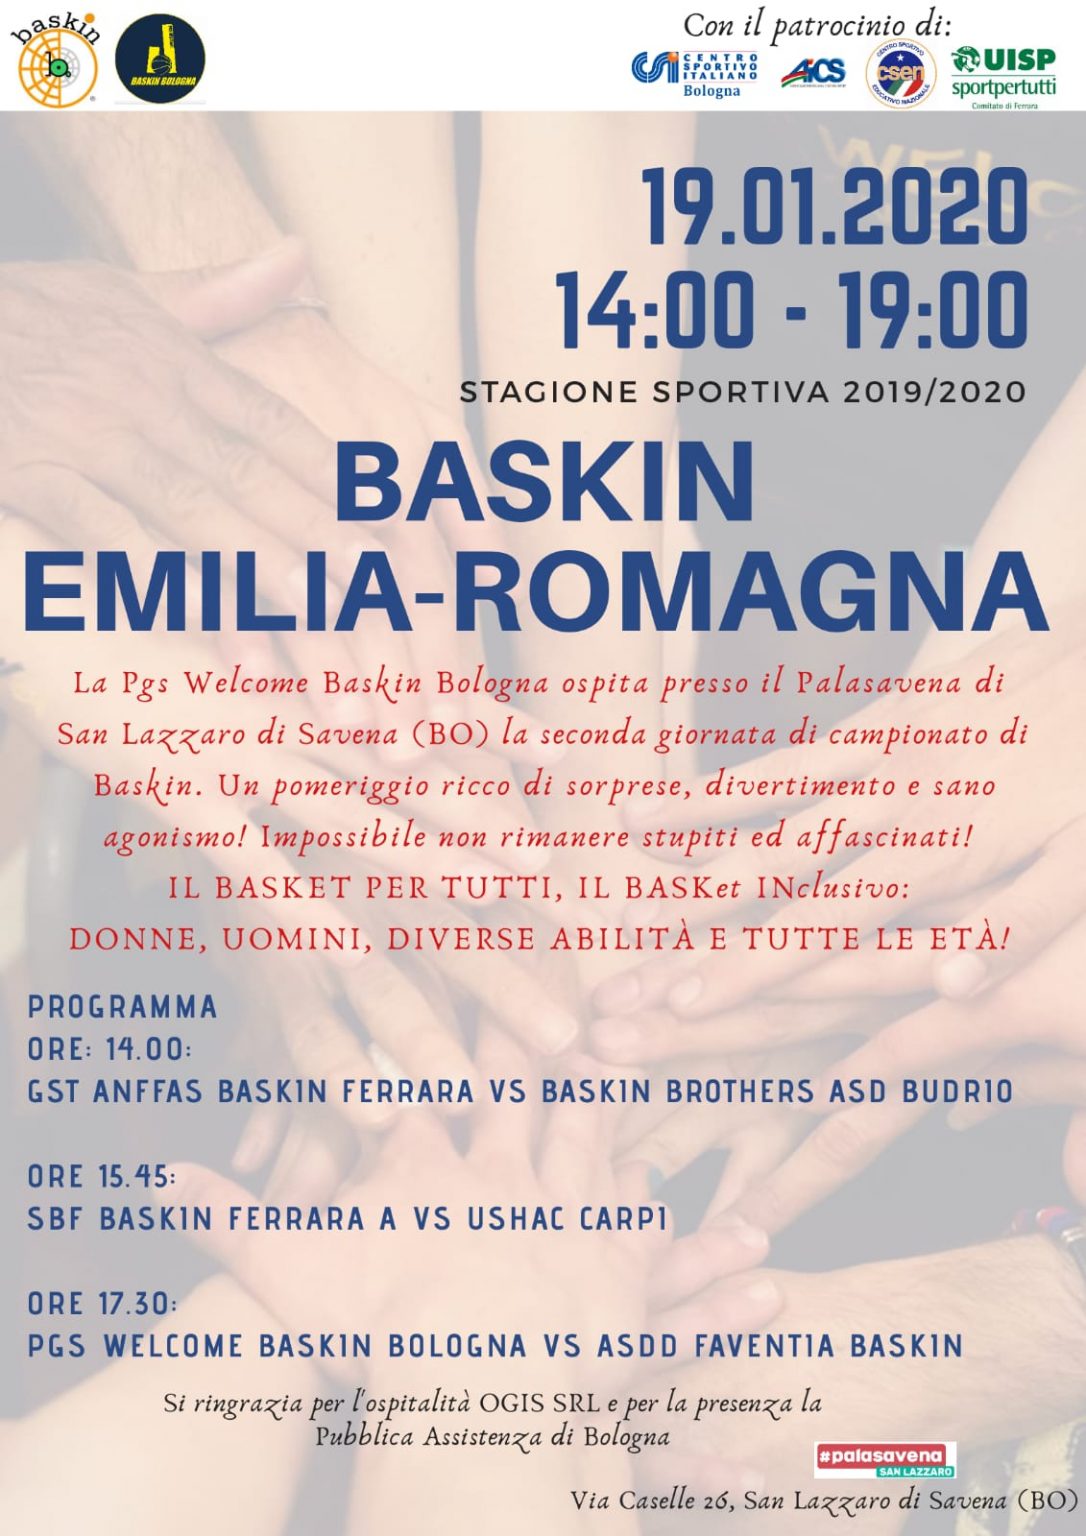 baskin
BASKIN BOLOGNA
Con il patrocinio di:
CENTRO
SPORTIVO
ITALIANO
Bologna
AiCS
CENTRO SPORTIVO
csen
EDUCATIVO NAZIONALE
UISP
sportpertutti
Comitato di Ferrara
WELC
19.01.2020
14:00 - 19:00
STAGIONE SPORTIVA 2019/2020
BASKIN
EMILIA-ROMAGNA
La Pgs Welcome Baskin Bologna ospita presso il Palasavena di
San Lazzaro di Savena (BO) la seconda giornata di campionato di
Baskin. Un pomeriggio ricco di sorprese, divertimento e sano
agonismo! Impossibile non rimanere stupiti ed affascinati!
IL BASKET PER TUTTI, IL BASKet INclusivo:
DONNE, UOMINI, DIVERSE ABILITÀ E TUTTE LE ETÀ!
PROGRAMMA
ORE: 14.00:
GST ANFFAS BASKIN FERRARA VS BASKIN BROTHERS ASD BUDRIO
ORE 15.45:
SBF BASKIN FERRARA A VS USHAC CARPI
ORE 17.30:
PGS WELCOME BASKIN BOLOGNA VS ASDD FAVENTIA BASKIN
Si ringrazia per l'ospitalità OGIS SRL e per la presenza la
Pubblica Assistenza di Bologna
#palasavena
SAN LAZZARO
Via Caselle 26, San Lazzaro di Savena (BO)